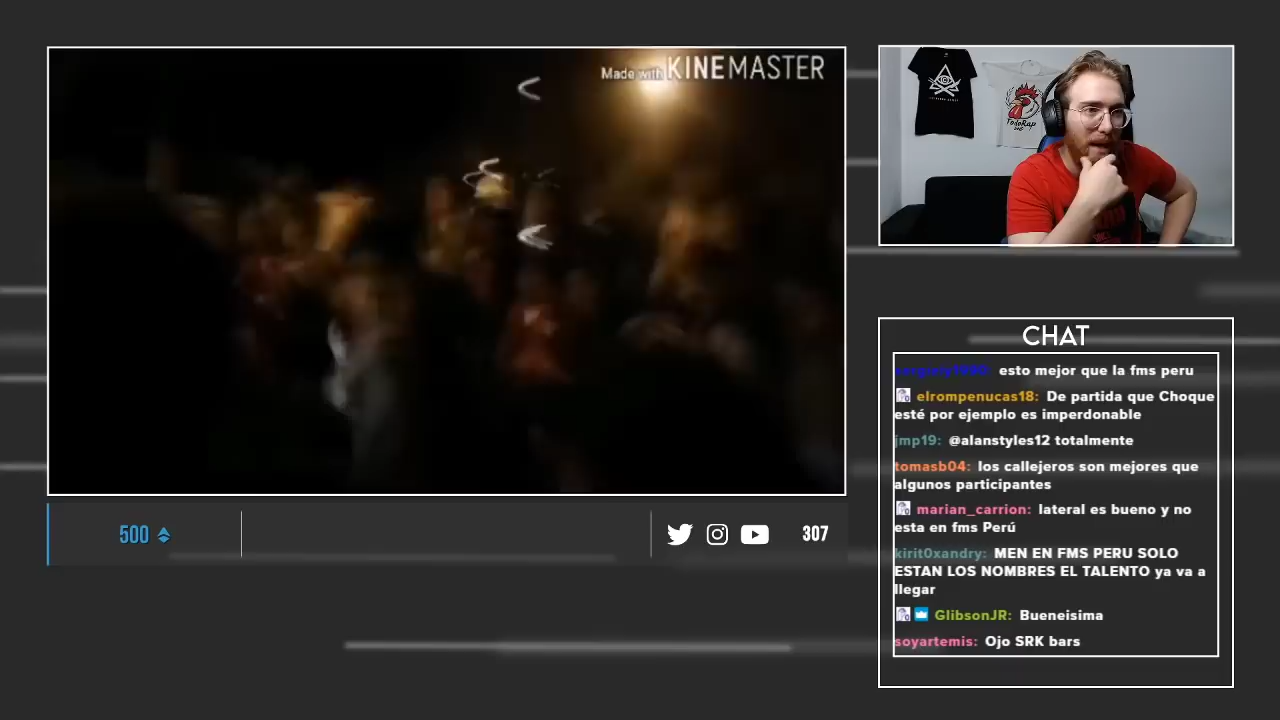 Made with KINEMASTER
TodoRap
CHAT
esto mejor que la fms peru
elrompenucas18: De partida que Choque
esté por ejemplo es imperdonable
jmp19: @alanstyles12 totalmente
tomasb04: los callejeros son mejores que
algunos participantes
marian_carrion: lateral es bueno y no
esta en fms Perú
kirit0xandry: MEN EN FMS PERU SOLO
ESTAN LOS NOMBRES EL TALENTO ya va a
llegar
GlibsonJR: Bueneisima
soyartemis: Ojo SRK bars
500
307